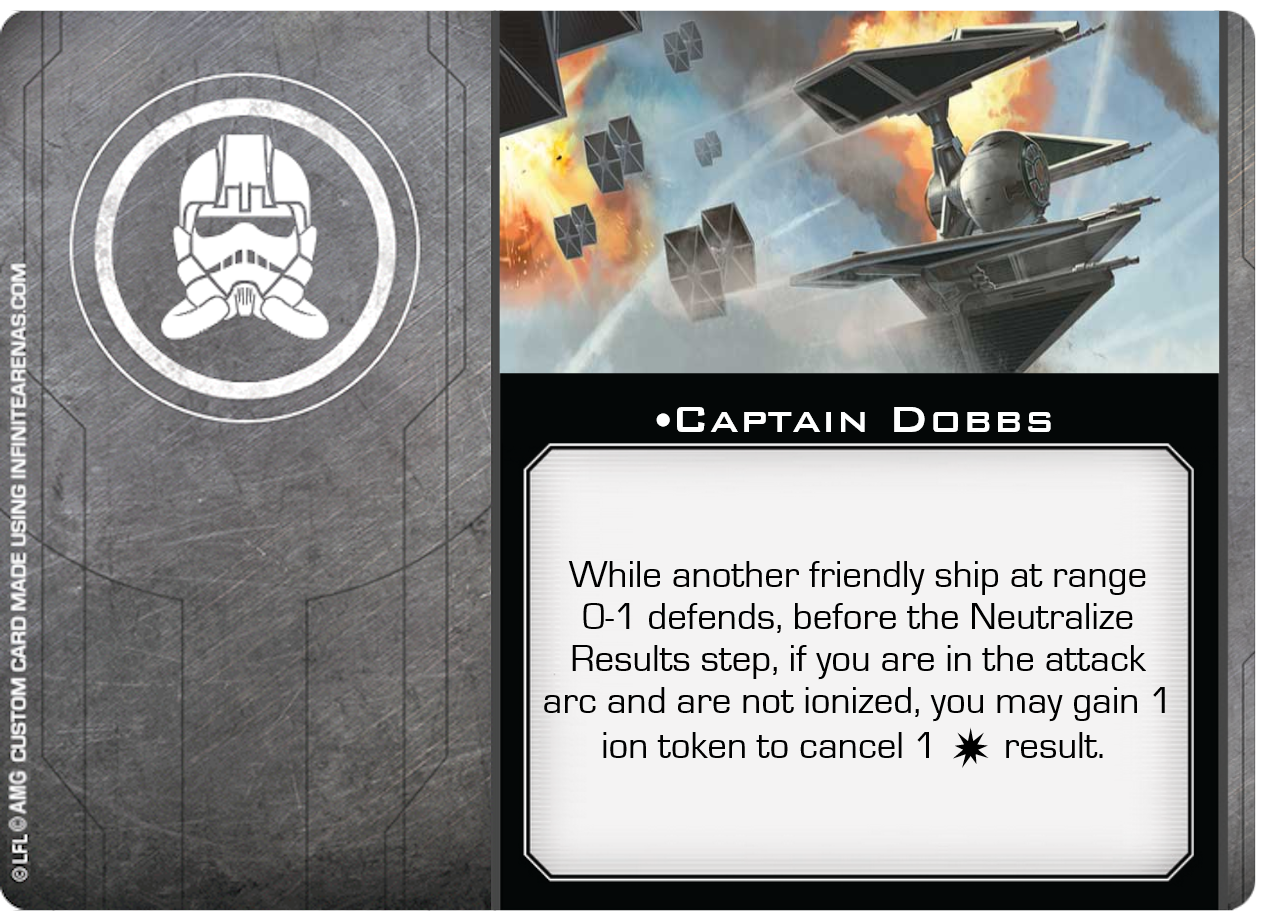 •Captain Dobbs
While another friendly ship at range
0-1 defends, before the Neutralize
Results step, if you are in the attack
arc and are not ionized, you may gain 1
ion token to cancel 1 result.
©LFL ©AMG CUSTOM CARD MADE USING INFINITEARENAS.COM